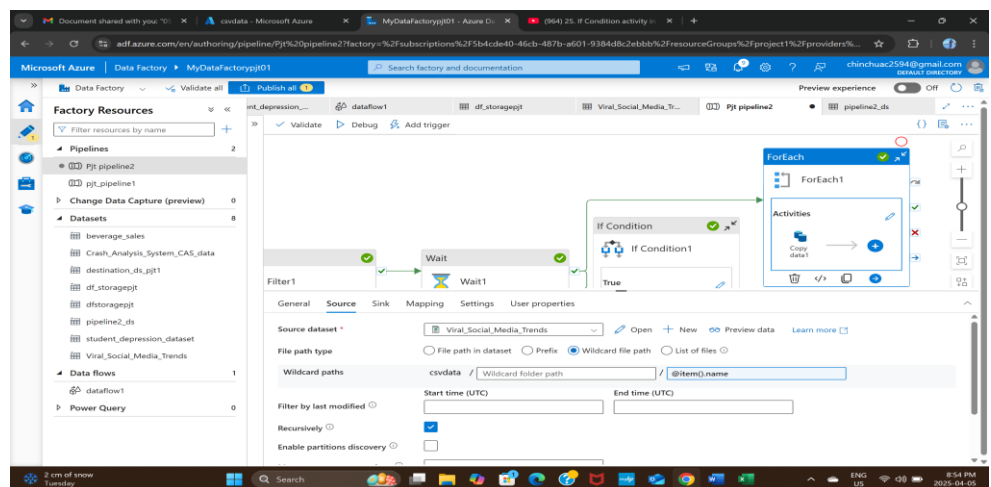 Document shared with you: "05
csvdata - Microsoft Azure
MyDataFactorypjt01 - Azure Da
(964) 25. If Condition activity in
adf.azure.com/en/authoring/pipeline/Pjt%20pipeline2?factory=%2Fsubscriptions%2F5b4cde40-46cb-487b-a601-9384d8c2ebbb%2FresourceGroups%2Fproject1%2Fproviders%...
Microsoft Azure | Data Factory ▸ MyDataFactorypjt01
Search factory and documentation
chinchuac2594@gmail.com
DEFAULT DIRECTORY
Data Factory
Validate all
Publish all 1
Preview experience Off
Factory Resources
nt_depression_...
dataflow1
df_storagepjt
Viral_Social_Media_Tr...
Pjt pipeline2
pipeline2_ds
Filter resources by name
Validate Debug Add trigger
Pipelines 2
Pjt pipeline2
pjt_pipeline1
Change Data Capture (preview) 0
Datasets 8
beverage_sales
Crash_Analysis_System_CAS_data
destination_ds_pjt1
df_storagepjt
dfstoragepjt
pipeline2_ds
student_depression_dataset
Viral_Social_Media_Trends
Data flows 1
dataflow1
Power Query 0
ForEach
ForEach1
Activities
Copy
data1
If Condition
If Condition1
True
Wait
Wait1
Filter1
General Source Sink Mapping Settings User properties
Source dataset * Viral_Social_Media_Trends Open New Preview data Learn more
File path type File path in dataset Prefix Wildcard file path List of files
Wildcard paths csvdata / Wildcard folder path / @item().name
Start time (UTC) End time (UTC)
Filter by last modified
Recursively
Enable partitions discovery
2 cm of snow
Tuesday
Search
ENG
US
8:54 PM
2025-04-05